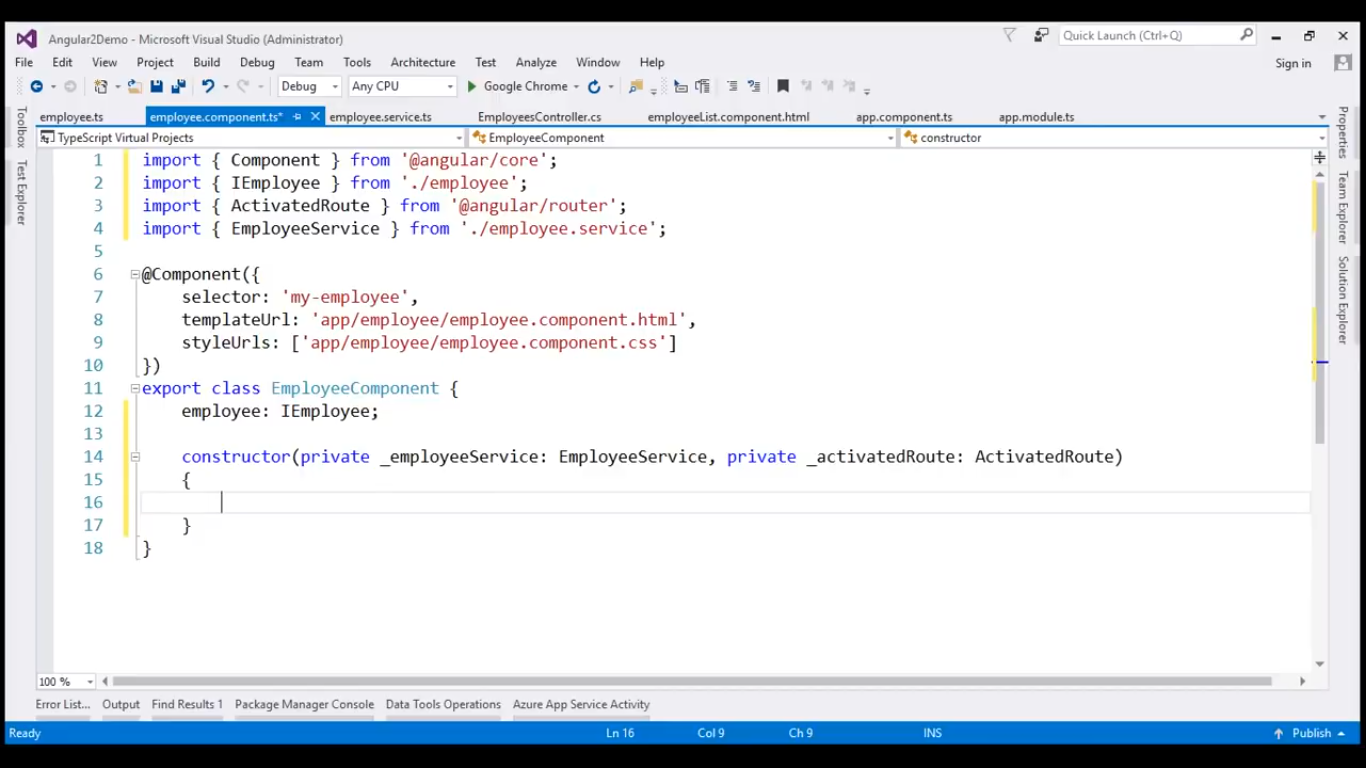 Angular2Demo - Microsoft Visual Studio (Administrator)
Quick Launch (Ctrl+Q)
File Edit View Project Build Debug Team Tools Architecture Test Analyze Window Help
Sign in
Debug Any CPU Google Chrome
employee.ts employee.component.ts* employee.service.ts EmployeesController.cs employeeList.component.html app.component.ts app.module.ts
TypeScript Virtual Projects EmployeeComponent constructor
Toolbox
Test Explorer
Properties
Team Explorer
Solution Explorer
1 import { Component } from '@angular/core';
2 import { IEmployee } from './employee';
3 import { ActivatedRoute } from '@angular/router';
4 import { EmployeeService } from './employee.service';
5
6 @Component({
7 selector: 'my-employee',
8 templateUrl: 'app/employee/employee.component.html',
9 styleUrls: ['app/employee/employee.component.css']
10 })
11 export class EmployeeComponent {
12 employee: IEmployee;
13
14 constructor(private _employeeService: EmployeeService, private _activatedRoute: ActivatedRoute)
15 {
16
17 }
18 }
100 %
Error List... Output Find Results 1 Package Manager Console Data Tools Operations Azure App Service Activity
Ready Ln 16 Col 9 Ch 9 INS Publish